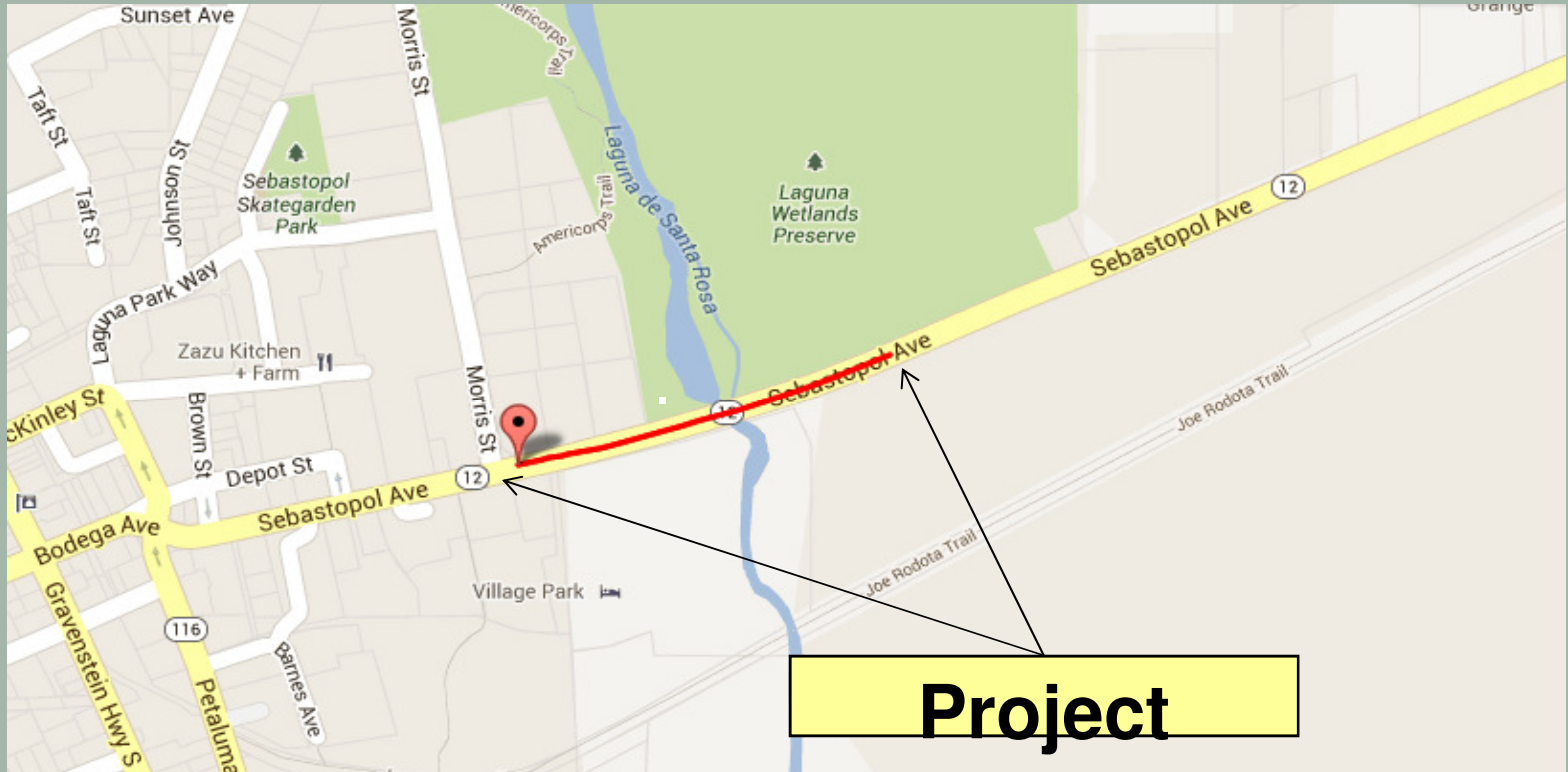 Sunset Ave
Morris St
Americorps
Trail
Grange
Taft St
Johnson St
Laguna de Santa Rosa
Sebastopol
Skategarden
Park
Laguna
Wetlands
Preserve
12
Taft St
Americorps Trail
Sebastopol Ave
Laguna Park Way
Zazu Kitchen
+ Farm
Sebastopol Ave
Morris St
Joe Rodota Trail
cKinley St
Brown St
12
Depot St
12
Sebastopol Ave
Bodega Ave
Joe Rodota Trail
Village Park
Gravenstein Hwy S
116
Barnes Ave
Petaluma
Project